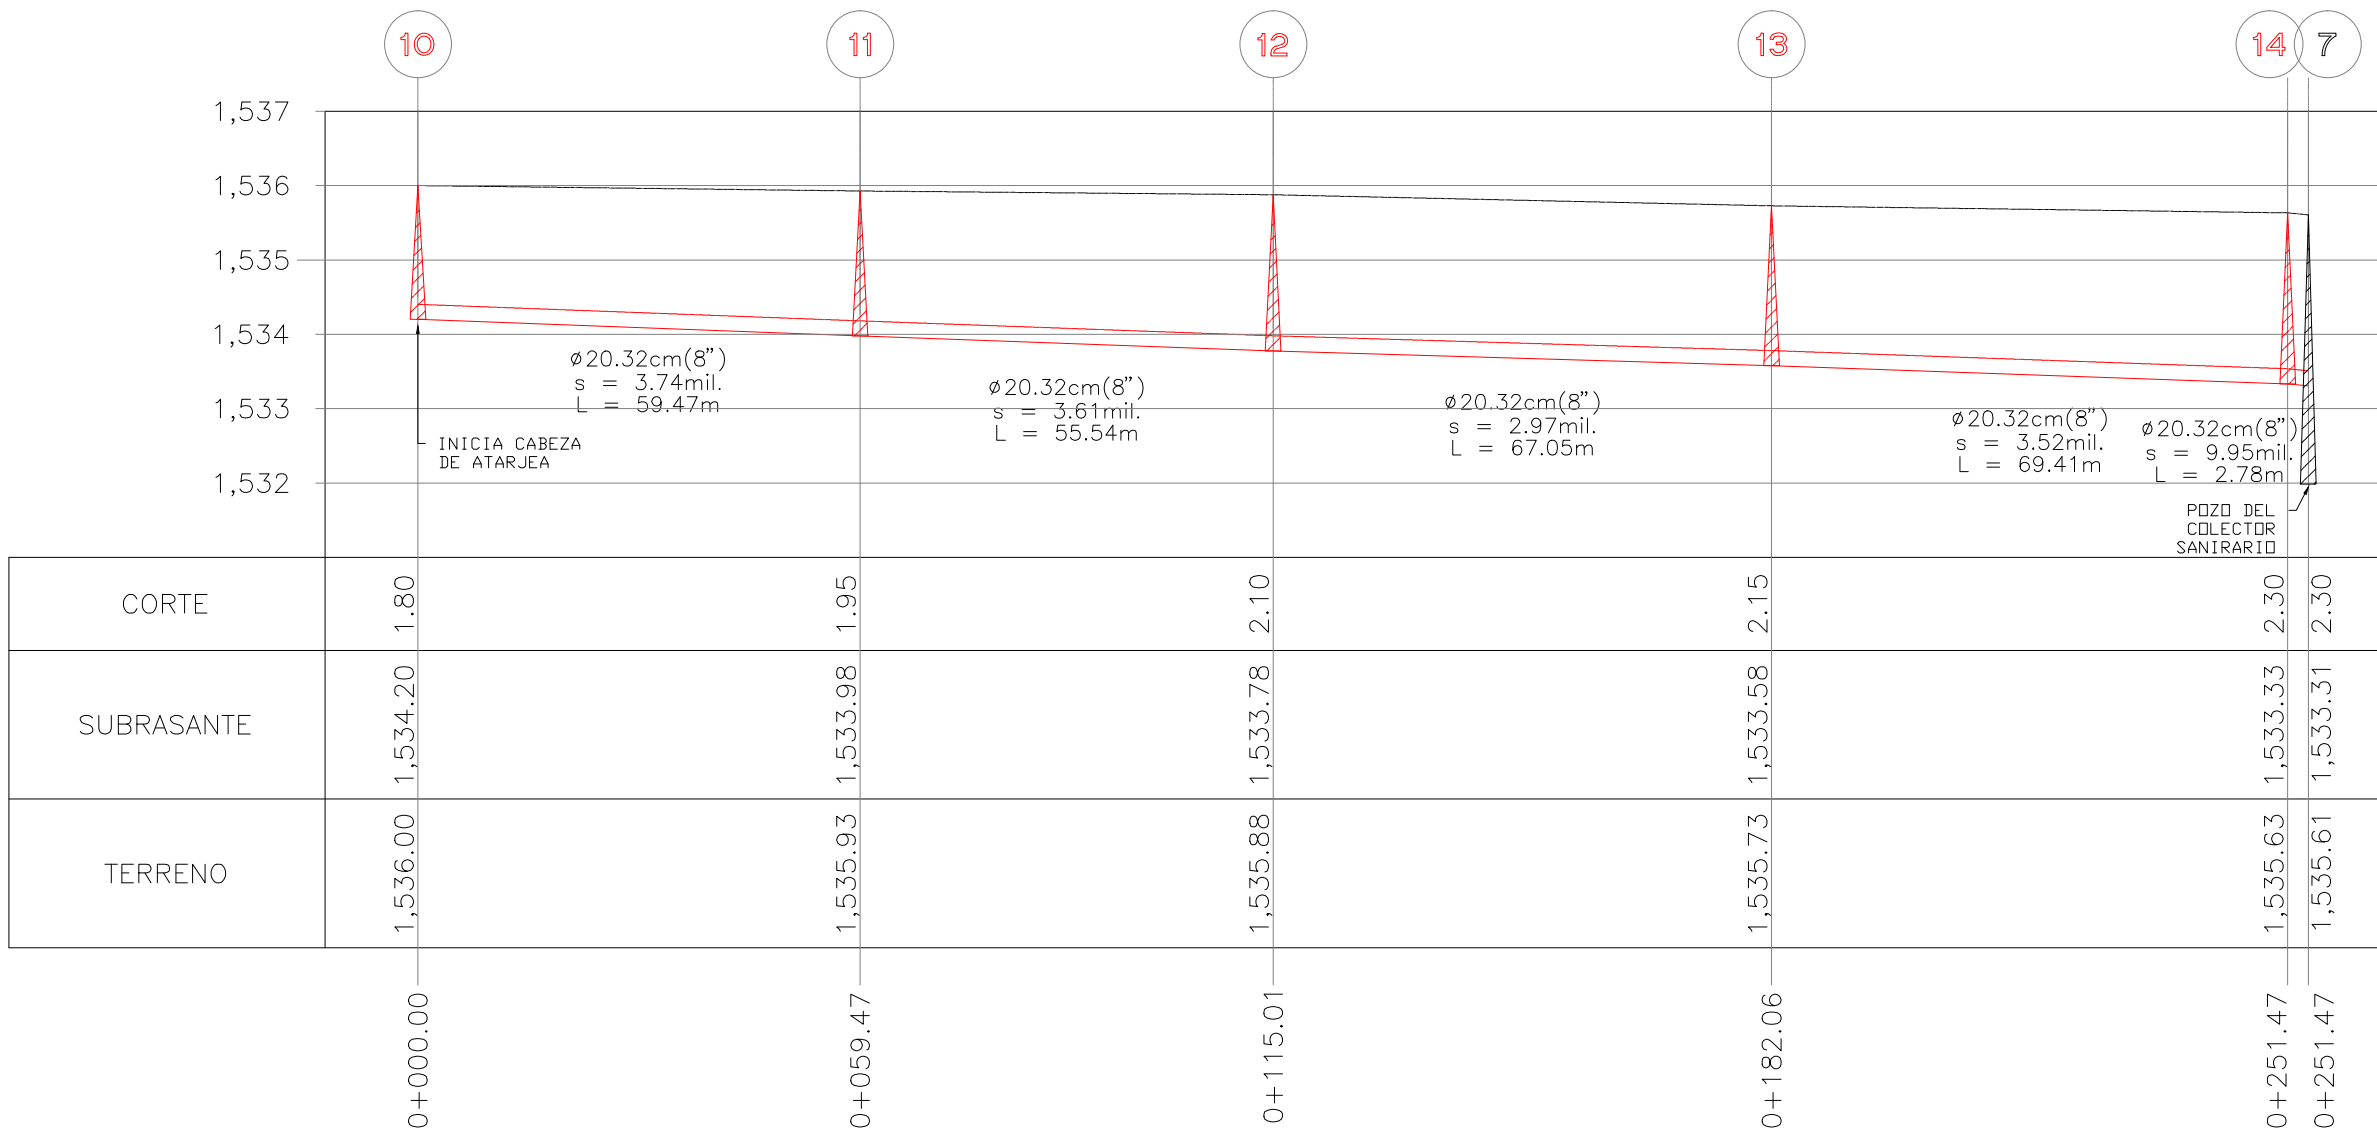 10
11
12
13
14
7
1,537
1,536
1,535
1,534
1,533
1,532
ø20.32cm(8")
s = 3.74mil.
L = 59.47m
ø20.32cm(8")
s = 3.61mil.
L = 55.54m
ø20.32cm(8")
s = 2.97mil.
L = 67.05m
ø20.32cm(8")
s = 3.52mil.
L = 69.41m
ø20.32cm(8")
s = 9.95mil.
L = 2.78m
INICIA CABEZA
DE ATARJEA
POZO DEL
COLECTOR
SANIRARIO
CORTE
1.80
1.95
2.10
2.15
2.30
2.30
SUBRASANTE
1,534.20
1,533.98
1,533.78
1,533.58
1,533.33
1,533.31
TERRENO
1,536.00
1,535.93
1,535.88
1,535.73
1,535.63
1,535.61
0+000.00
0+059.47
0+115.01
0+182.06
0+251.47
0+251.47